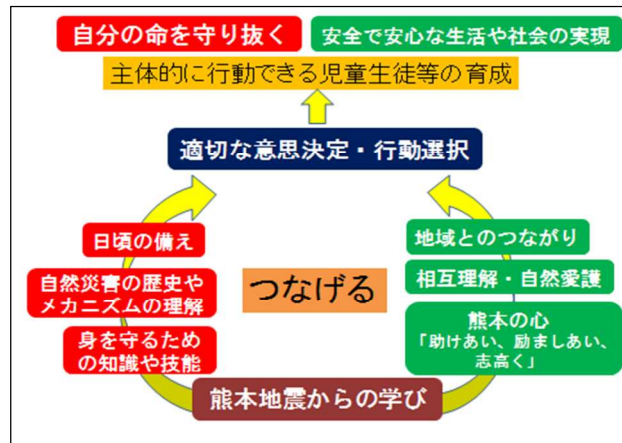 自分の命を守り抜く
安全で安心な生活や社会の実現
主体的に行動できる児童生徒等の育成
適切な意思決定・行動選択
日頃の備え
自然災害の歴史や
メカニズムの理解
身を守るため
の知識や技能
つなげる
地域とのつながり
相互理解・自然愛護
熊本の心
「助けあい、励ましあい、
志高く」
熊本地震からの学び